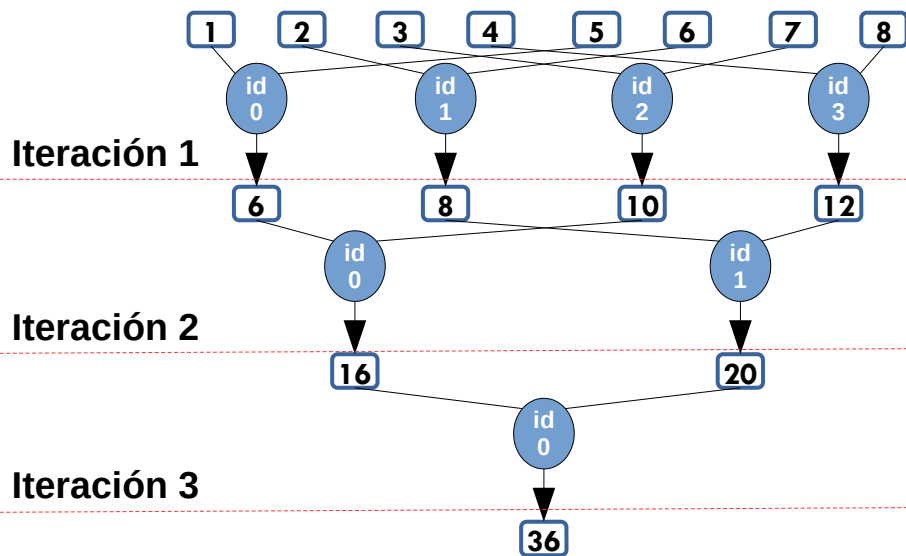 1 2 3 4 5 6 7 8
id id id id
0 1 2 3
Iteración 1
6 8 10 12
id id
0 1
Iteración 2
16 20
id
0
Iteración 3
36